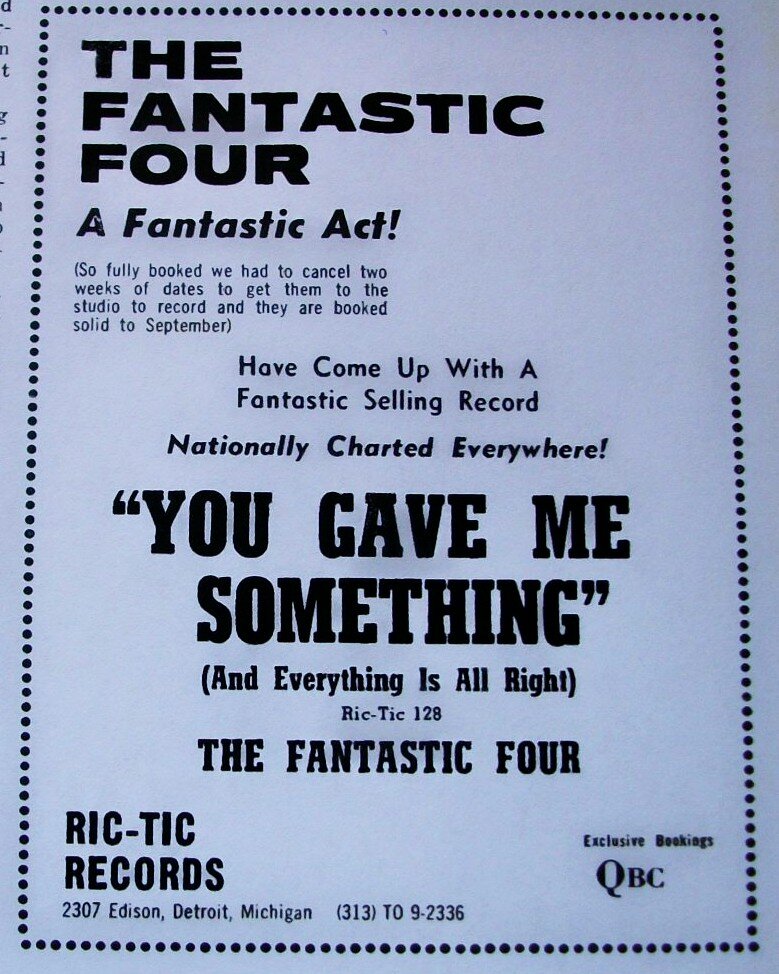 THE
FANTASTIC
FOUR
A Fantastic Act!
(So fully booked we had to cancel two
weeks of dates to get them to the
studio to record and they are booked
solid to September)
Have Come Up With A
Fantastic Selling Record
Nationally Charted Everywhere!
“YOU GAVE ME
SOMETHING”
(And Everything Is All Right)
Ric-Tic 128
THE FANTASTIC FOUR
RIC-TIC
RECORDS
2307 Edison, Detroit, Michigan (313) TO 9-2336
Exclusive Bookings
QBC